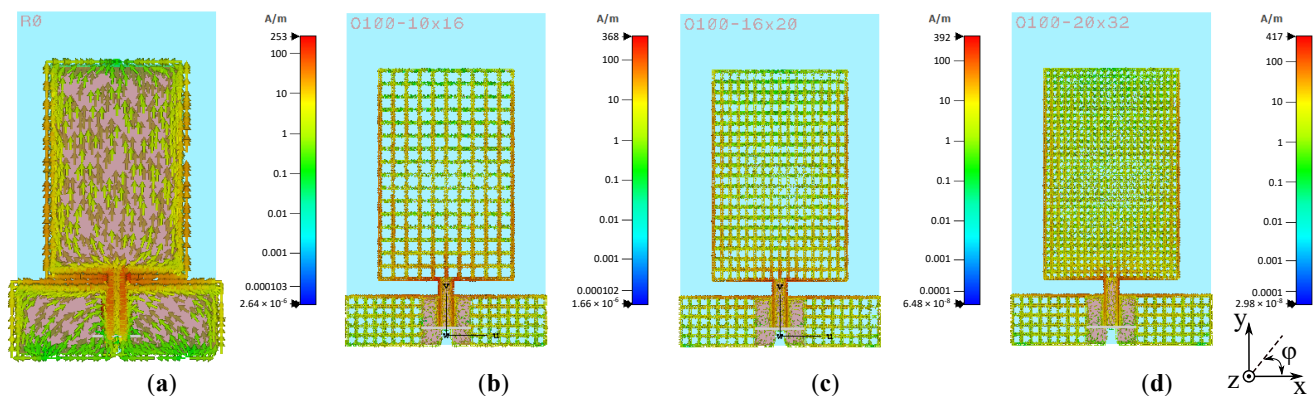 R0
A/m
253
100
10
1
0.1
0.01
0.001
0.000103
2.64 × 10⁻⁶
(a)
O100-10x16
A/m
368
100
10
1
0.1
0.01
0.001
0.000102
1.66 × 10⁻⁶
v
w
u
(b)
O100-16x20
A/m
392
100
10
1
0.1
0.01
0.001
0.0001
6.48 × 10⁻⁸
v
w
u
(c)
O100-20x32
A/m
417
100
10
1
0.1
0.01
0.001
0.0001
2.98 × 10⁻⁸
(d)
y
φ
z
x